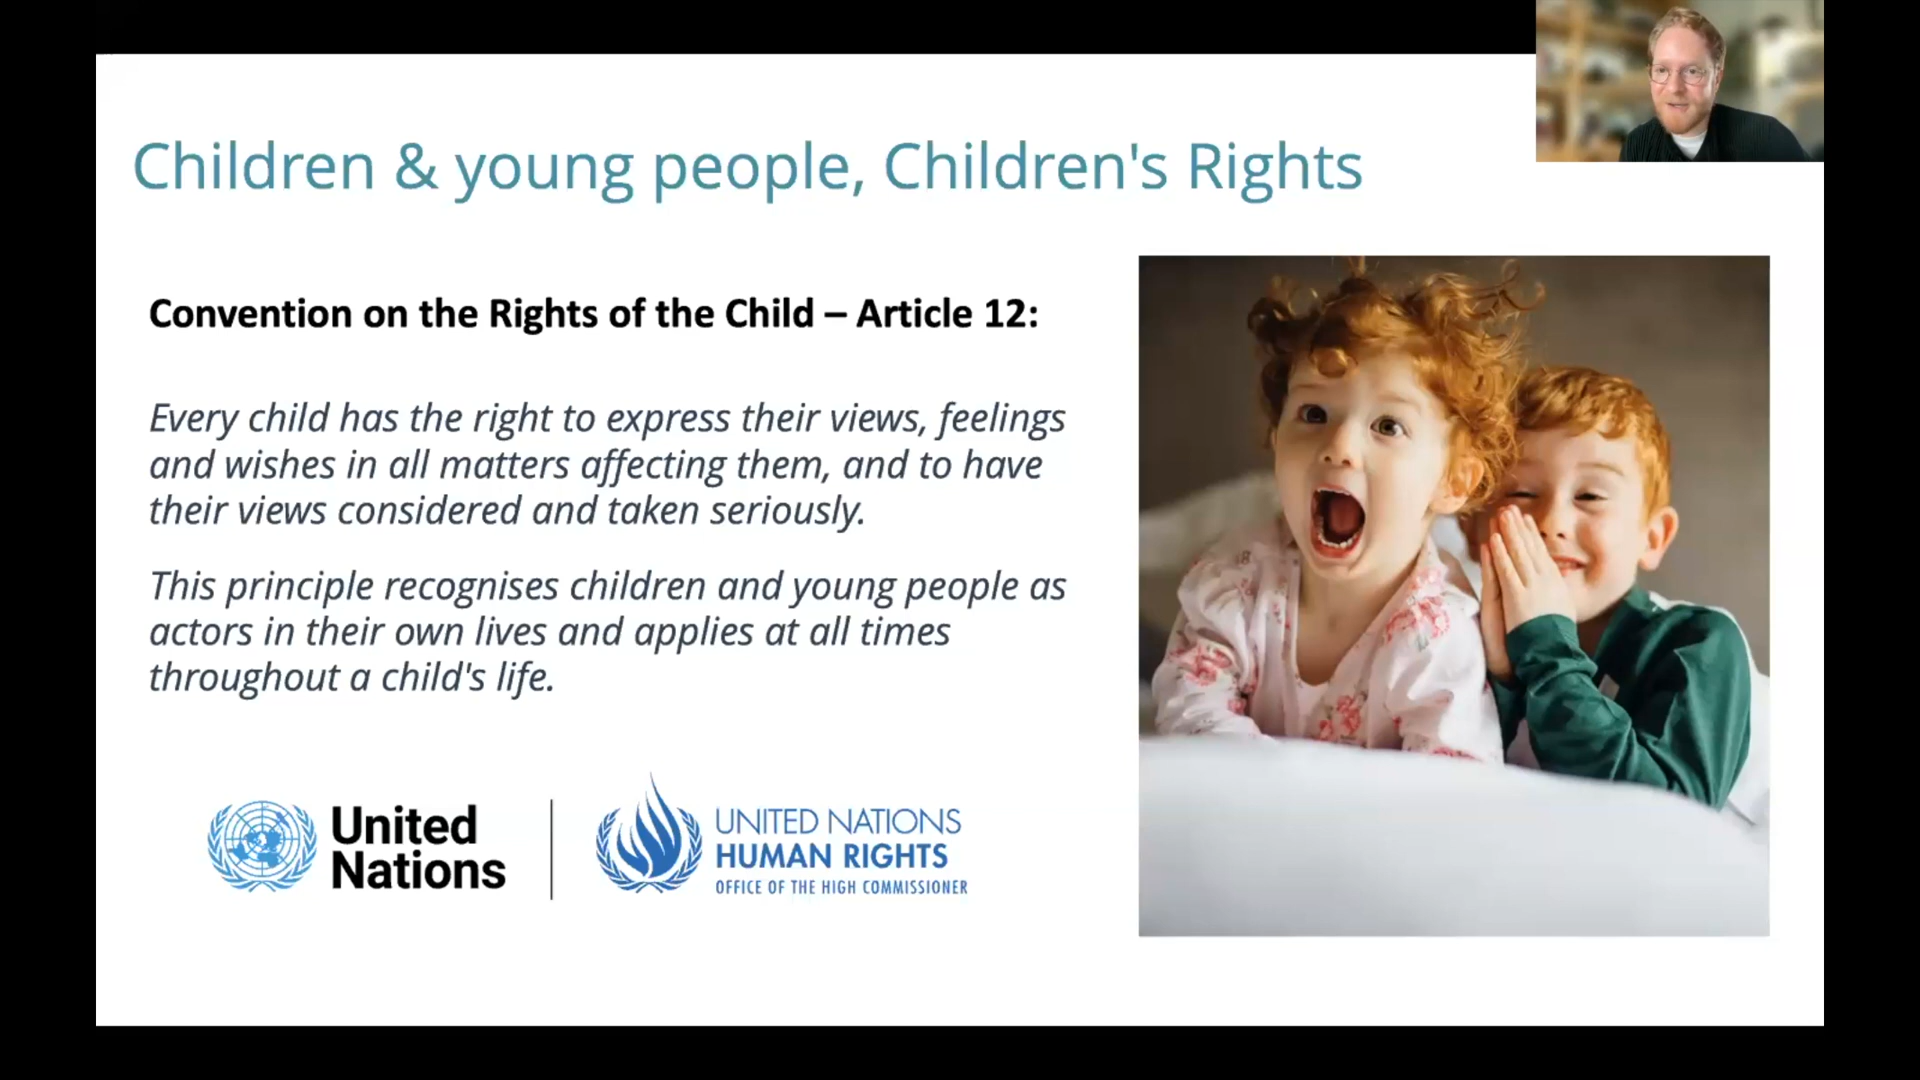 Children & young people, Children's Rights
Convention on the Rights of the Child – Article 12:
Every child has the right to express their views, feelings
and wishes in all matters affecting them, and to have
their views considered and taken seriously.
This principle recognises children and young people as
actors in their own lives and applies at all times
throughout a child's life.
United
Nations
UNITED NATIONS
HUMAN RIGHTS
OFFICE OF THE HIGH COMMISSIONER